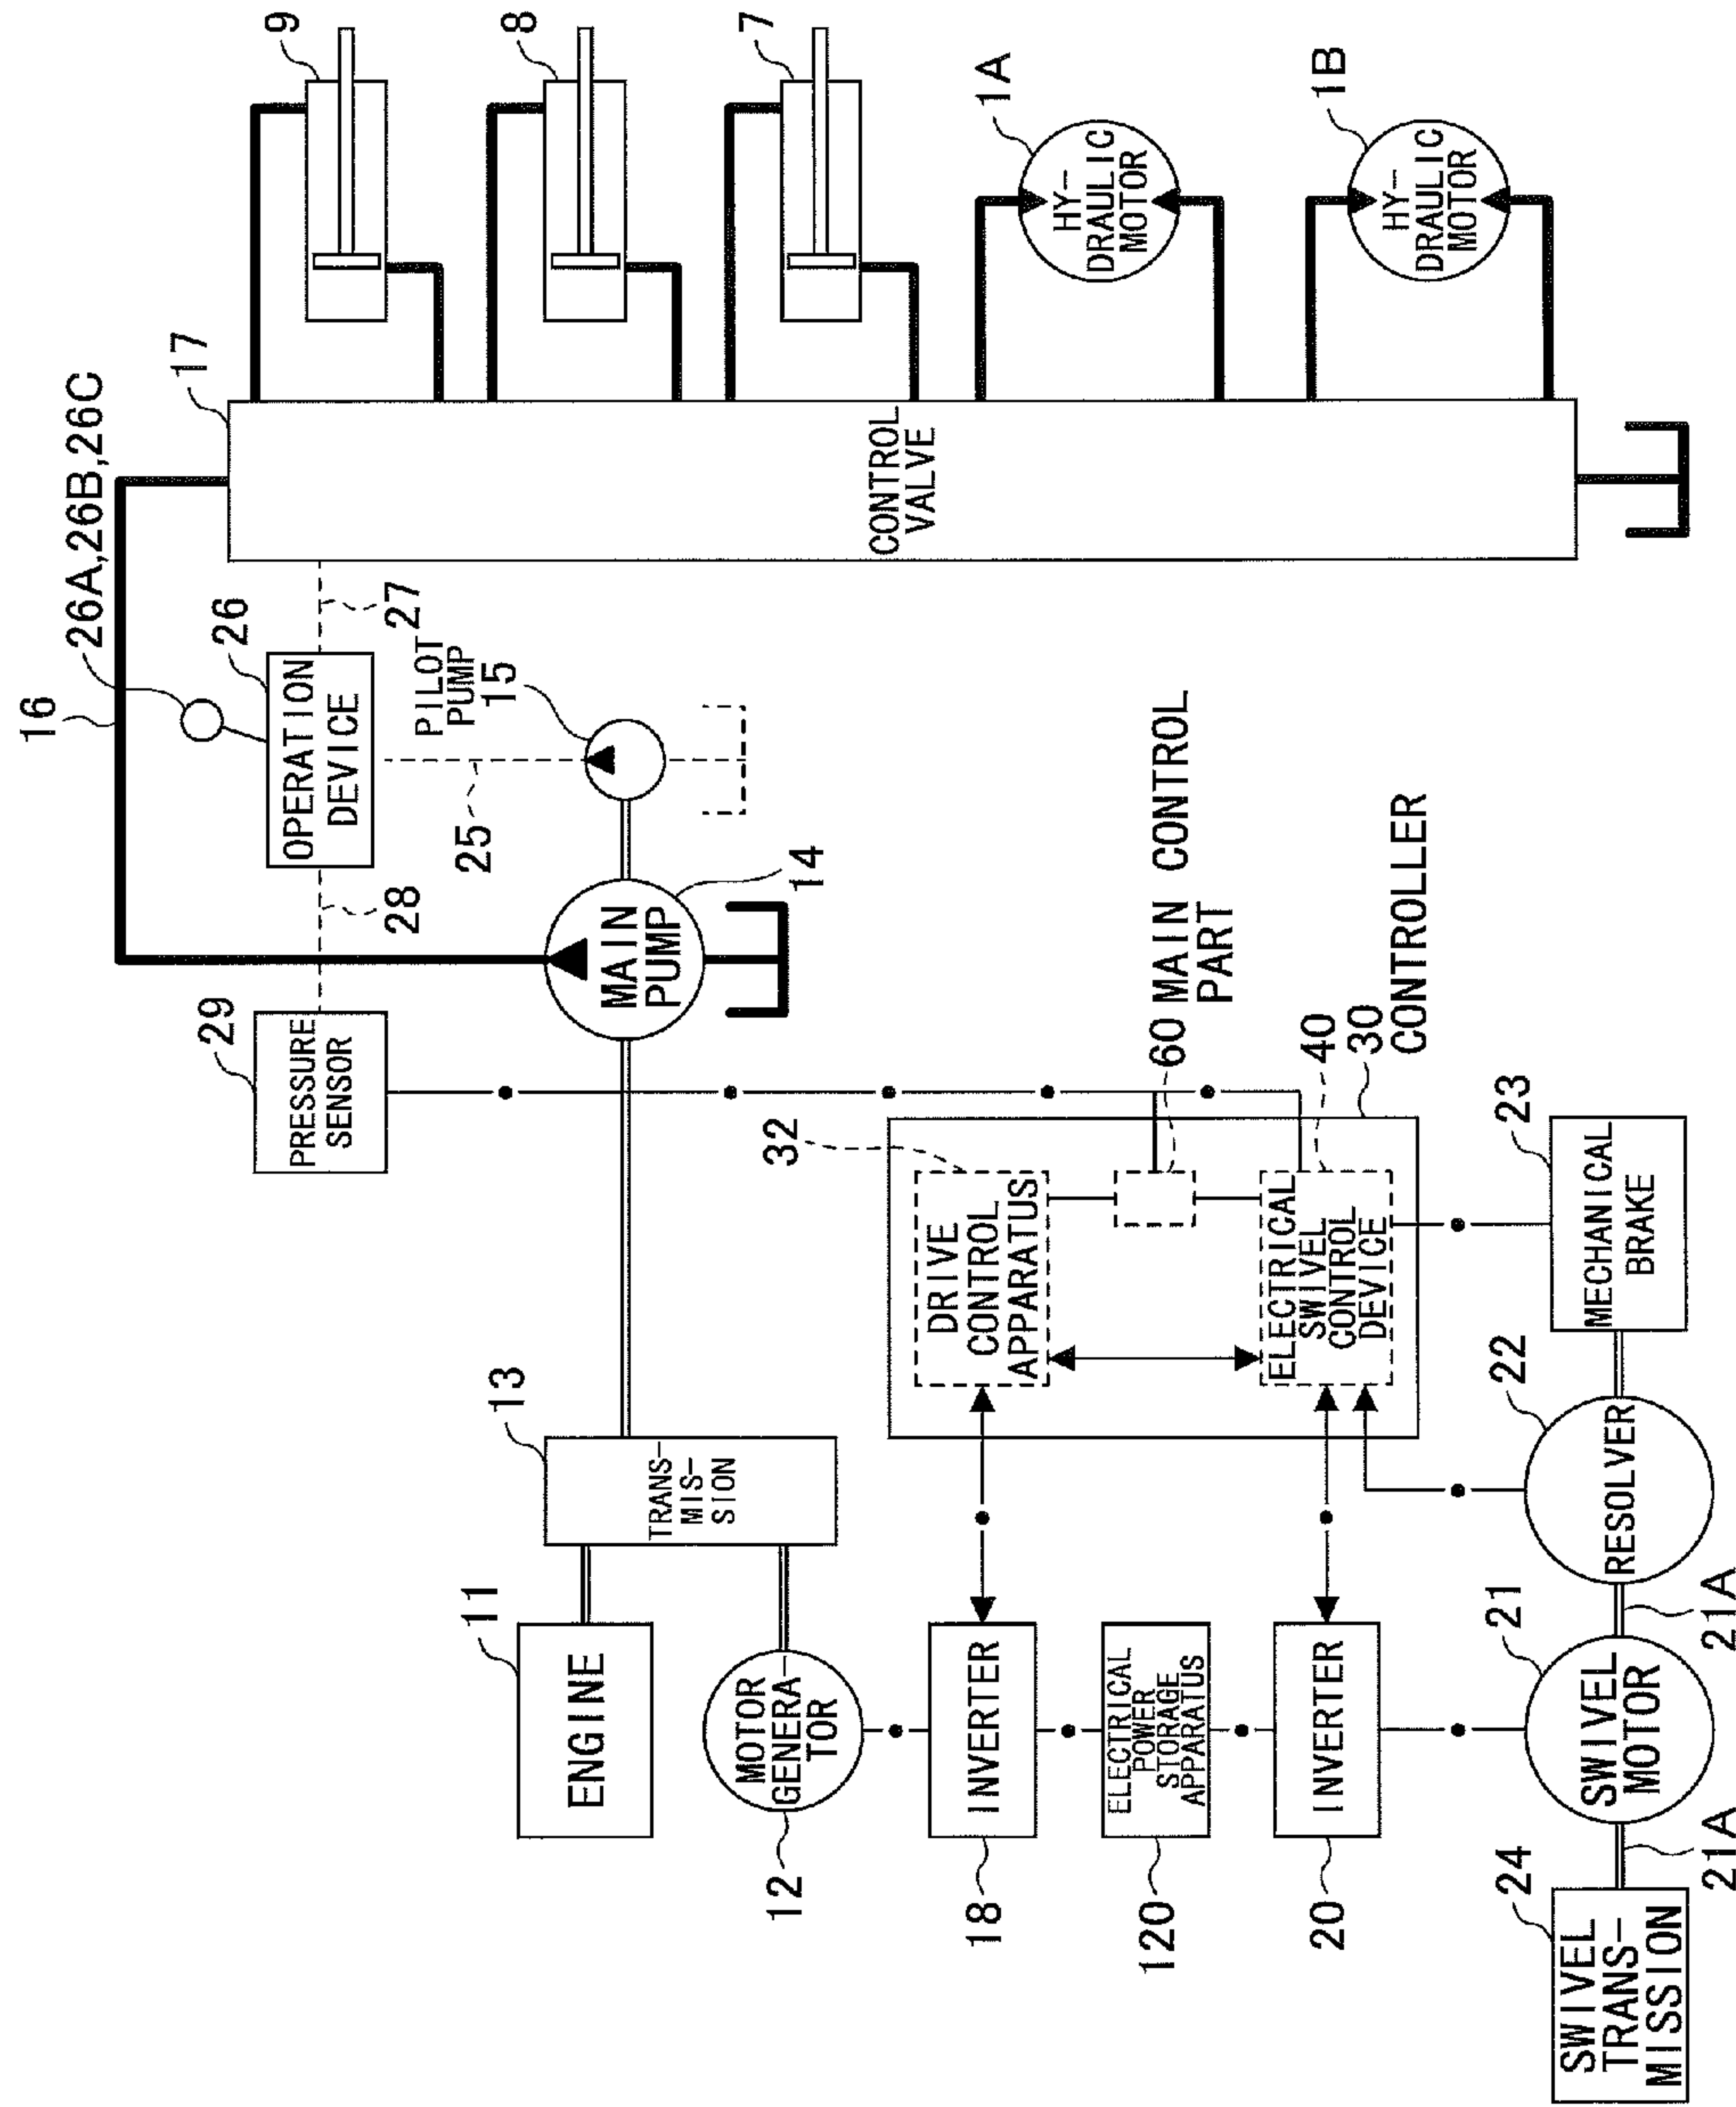 16
26A,26B,26C
17
9
8
7
1A
1B
29
PRESSURE
SENSOR
28
OPERATION
DEVICE
26
27
25
PILOT
PUMP
15
MAIN
PUMP
14
CONTROL
VALVE
HY-
DRAULIC
MOTOR
HY-
DRAULIC
MOTOR
11
ENGINE
13
TRANS-
MIS-
SION
12
MOTOR
GENERA-
TOR
32
DRIVE
CONTROL
APPARATUS
60 MAIN CONTROL
PART
40
30
CONTROLLER
ELECTRICAL
SWIVEL
CONTROL
DEVICE
18
INVERTER
120
ELECTRICAL
POWER
STORAGE
APPARATUS
20
INVERTER
24
SWIVEL
TRANS-
MISSION
21A
21
SWIVEL
MOTOR
21A
22
RESOLVER
23
MECHANICAL
BRAKE